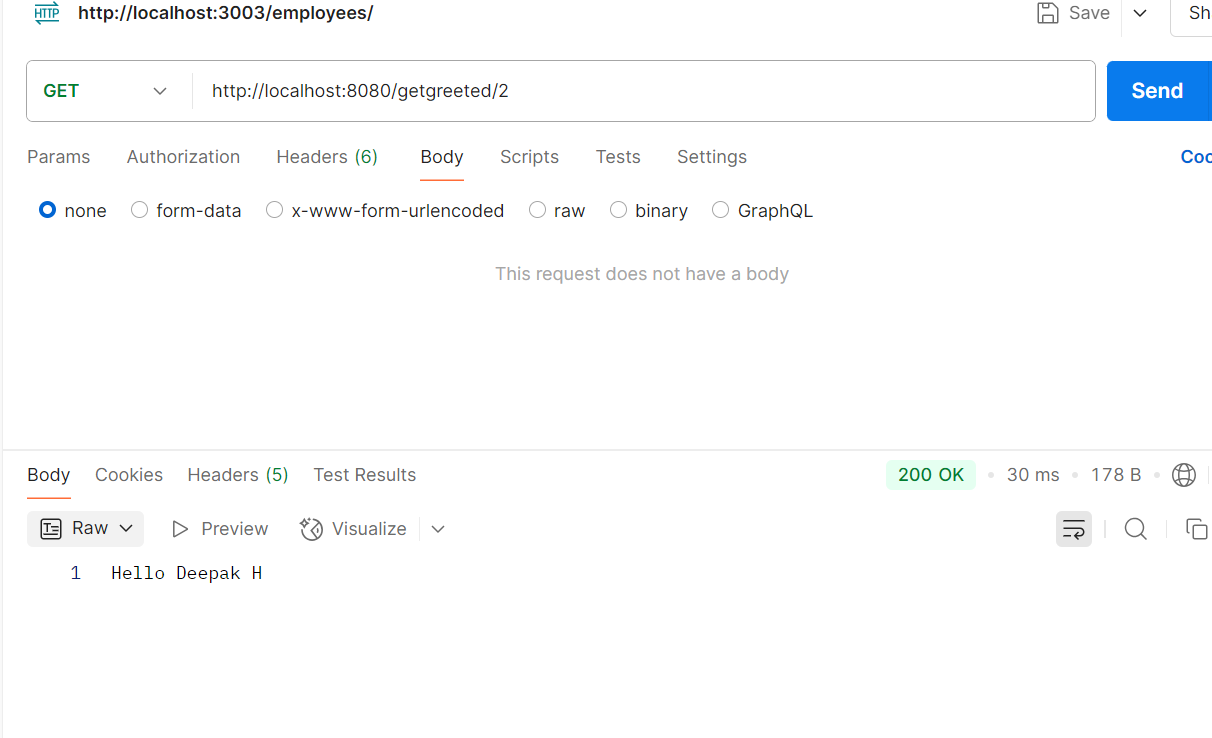 HTTP http://localhost:3003/employees/ Save Sh
GET http://localhost:8080/getgreeted/2 Send
Params Authorization Headers (6) Body Scripts Tests Settings Coo
none form-data x-www-form-urlencoded raw binary GraphQL
This request does not have a body
Body Cookies Headers (5) Test Results 200 OK 30 ms 178 B
Raw Preview Visualize
1 Hello Deepak H